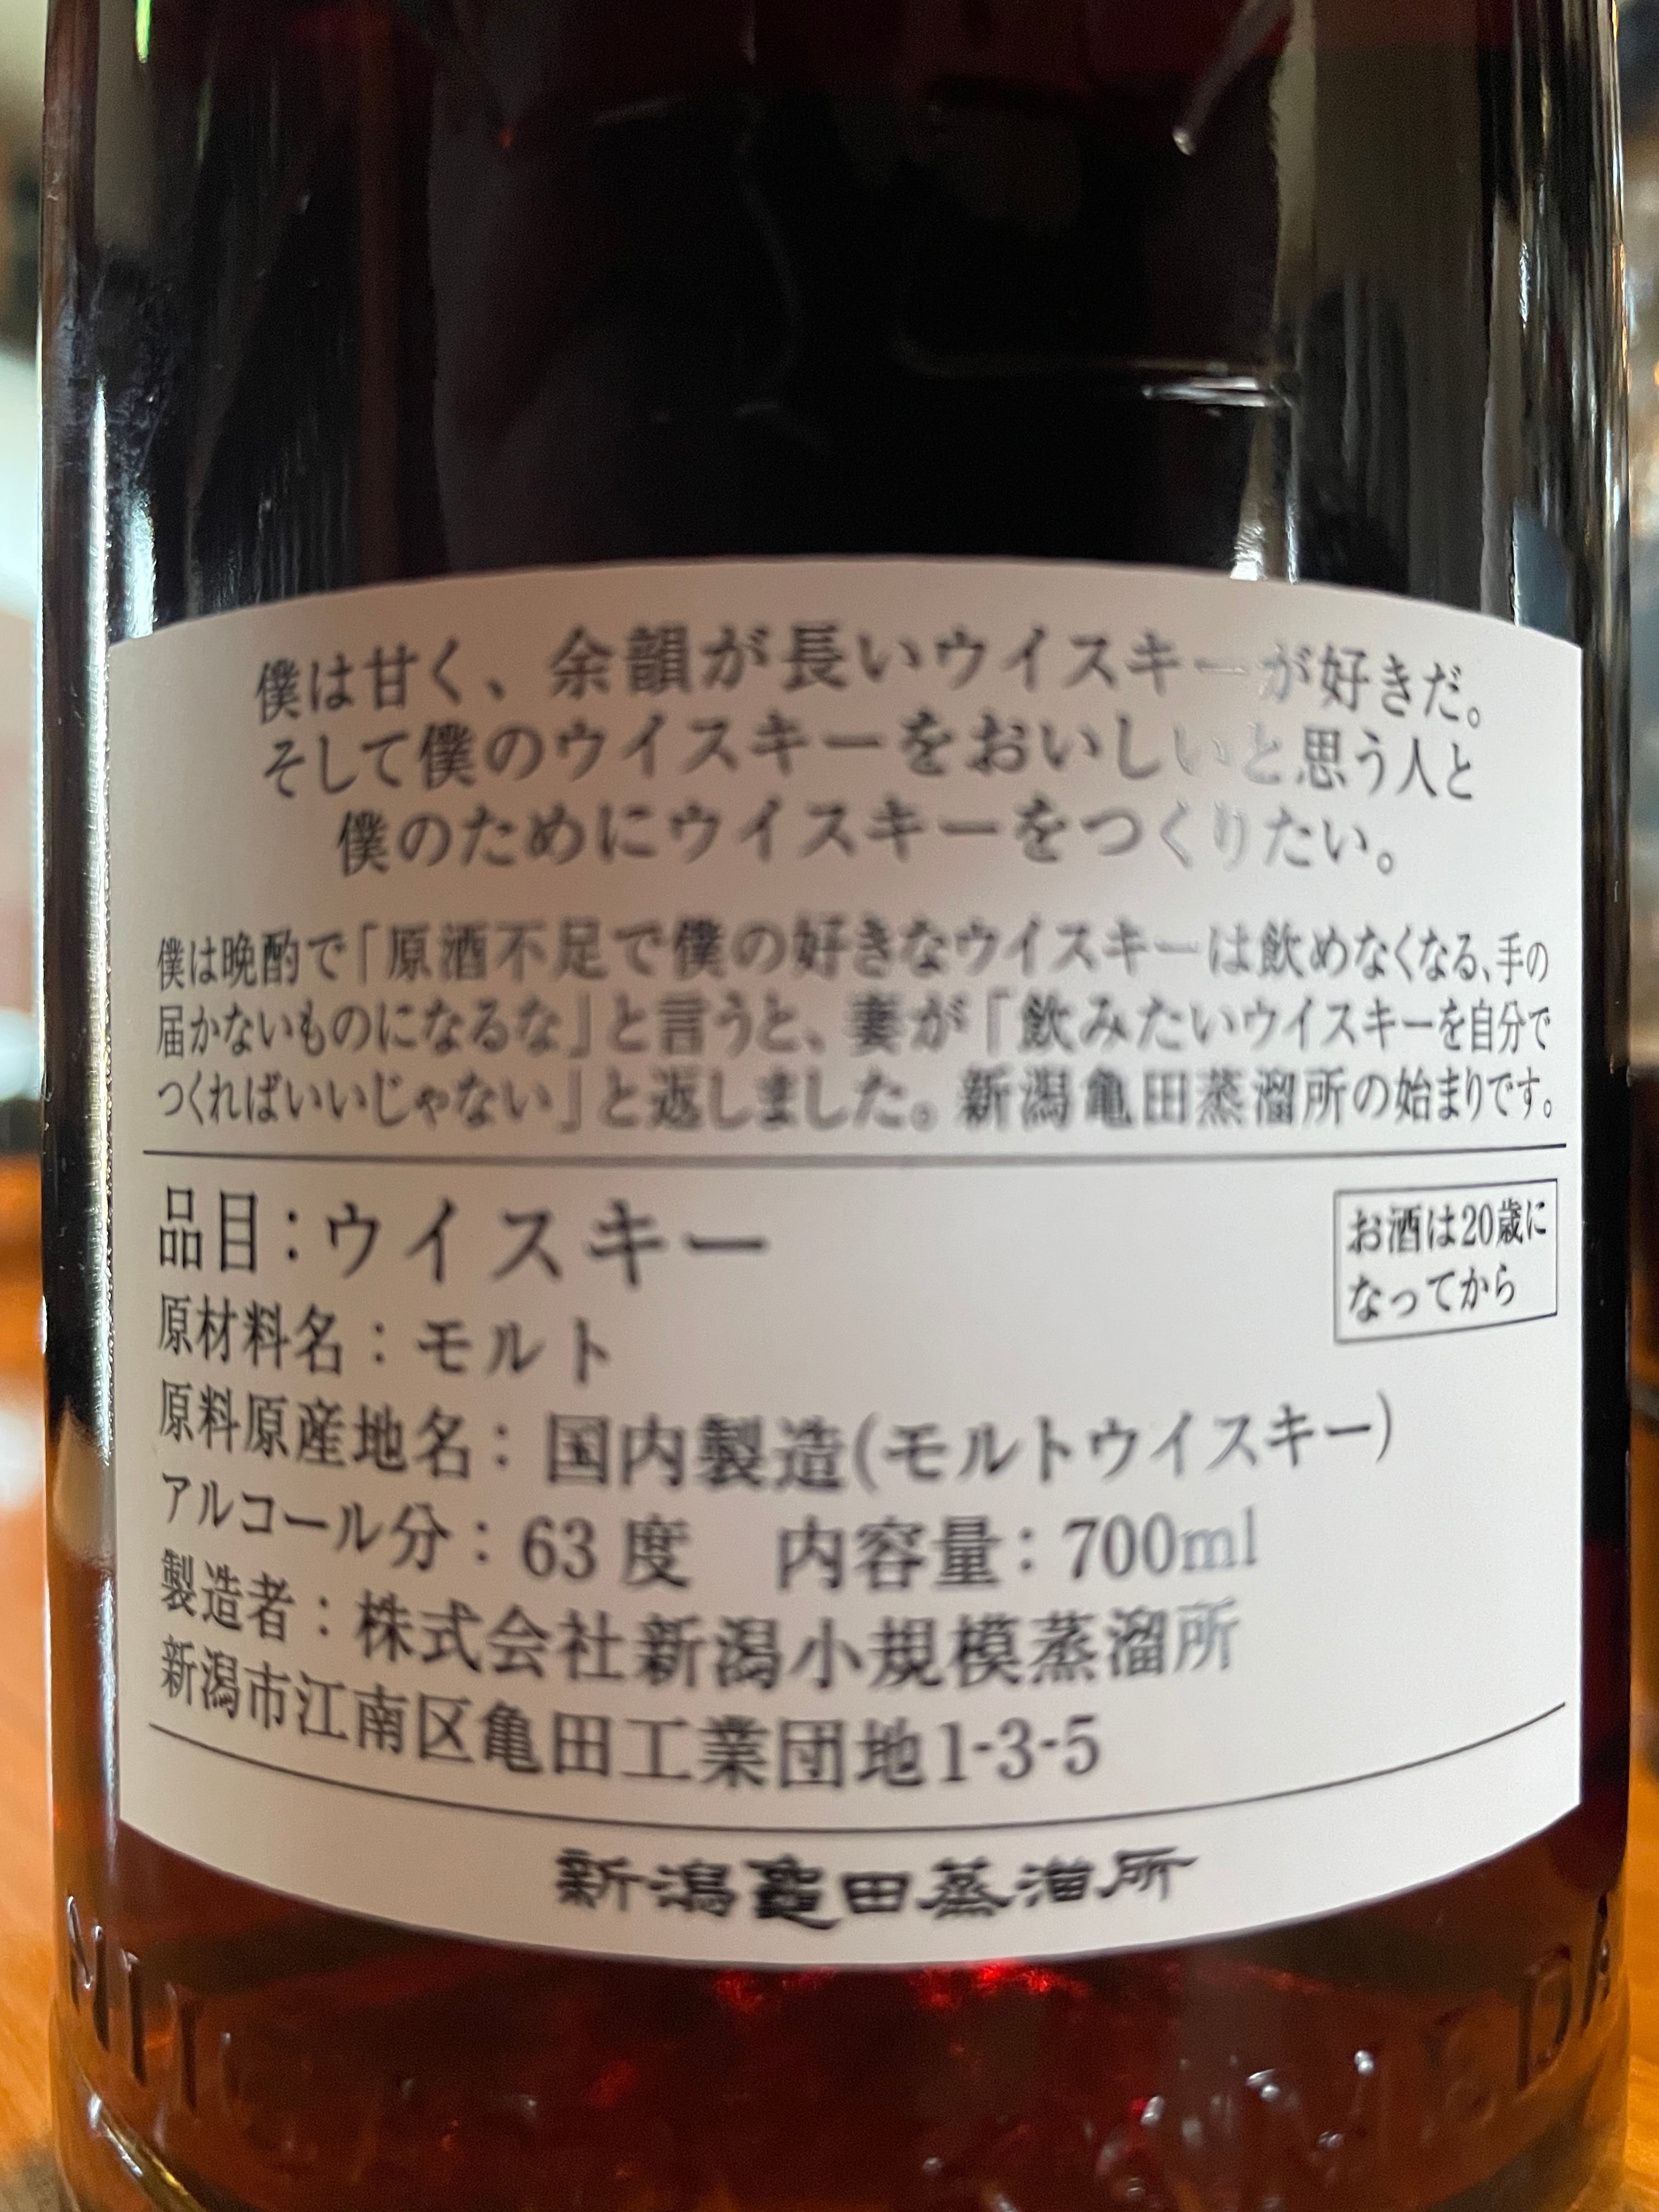 僕は甘く、余韻が長いウイスキーが好きだ。
そして僕のウイスキーをおいしいと思う人と
僕のためにウイスキーをつくりたい。
僕は晩酌で「原酒不足で僕の好きなウイスキーは飲めなくなる、手の
届かないものになるな」と言うと、妻が「飲みたいウイスキーを自分で
つくればいいじゃない」と返しました。新潟亀田蒸溜所の始まりです。
品目：ウイスキー
お酒は20歳に
なってから
原材料名：モルト
原料原産地名：国内製造(モルトウイスキー)
アルコール分：63度　内容量：700ml
製造者：株式会社新潟小規模蒸溜所
新潟市江南区亀田工業団地1-3-5
新潟亀田蒸溜所